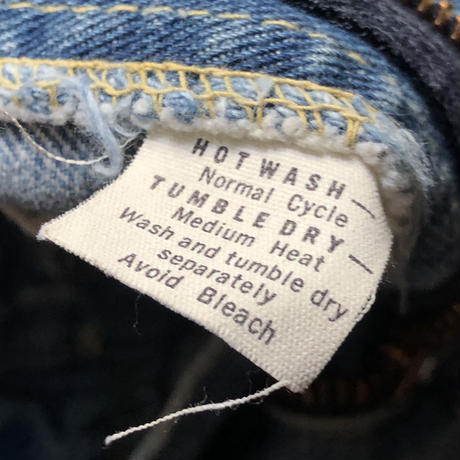 HOT WASH—
Normal Cycle
TUMBLE DRY—
Medium Heat
Wash and tumble dry
separately
Avoid Bleach